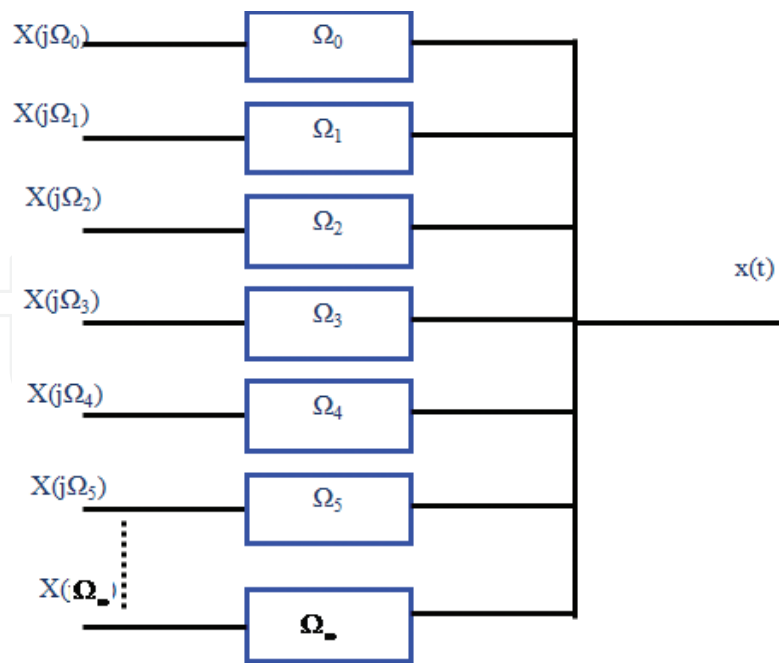 X(jΩ₀) Ω₀
X(jΩ₁) Ω₁
X(jΩ₂) Ω₂
x(t)
X(jΩ₃) Ω₃
X(jΩ₄) Ω₄
X(jΩ₅) Ω₅
X(Ω) Ω